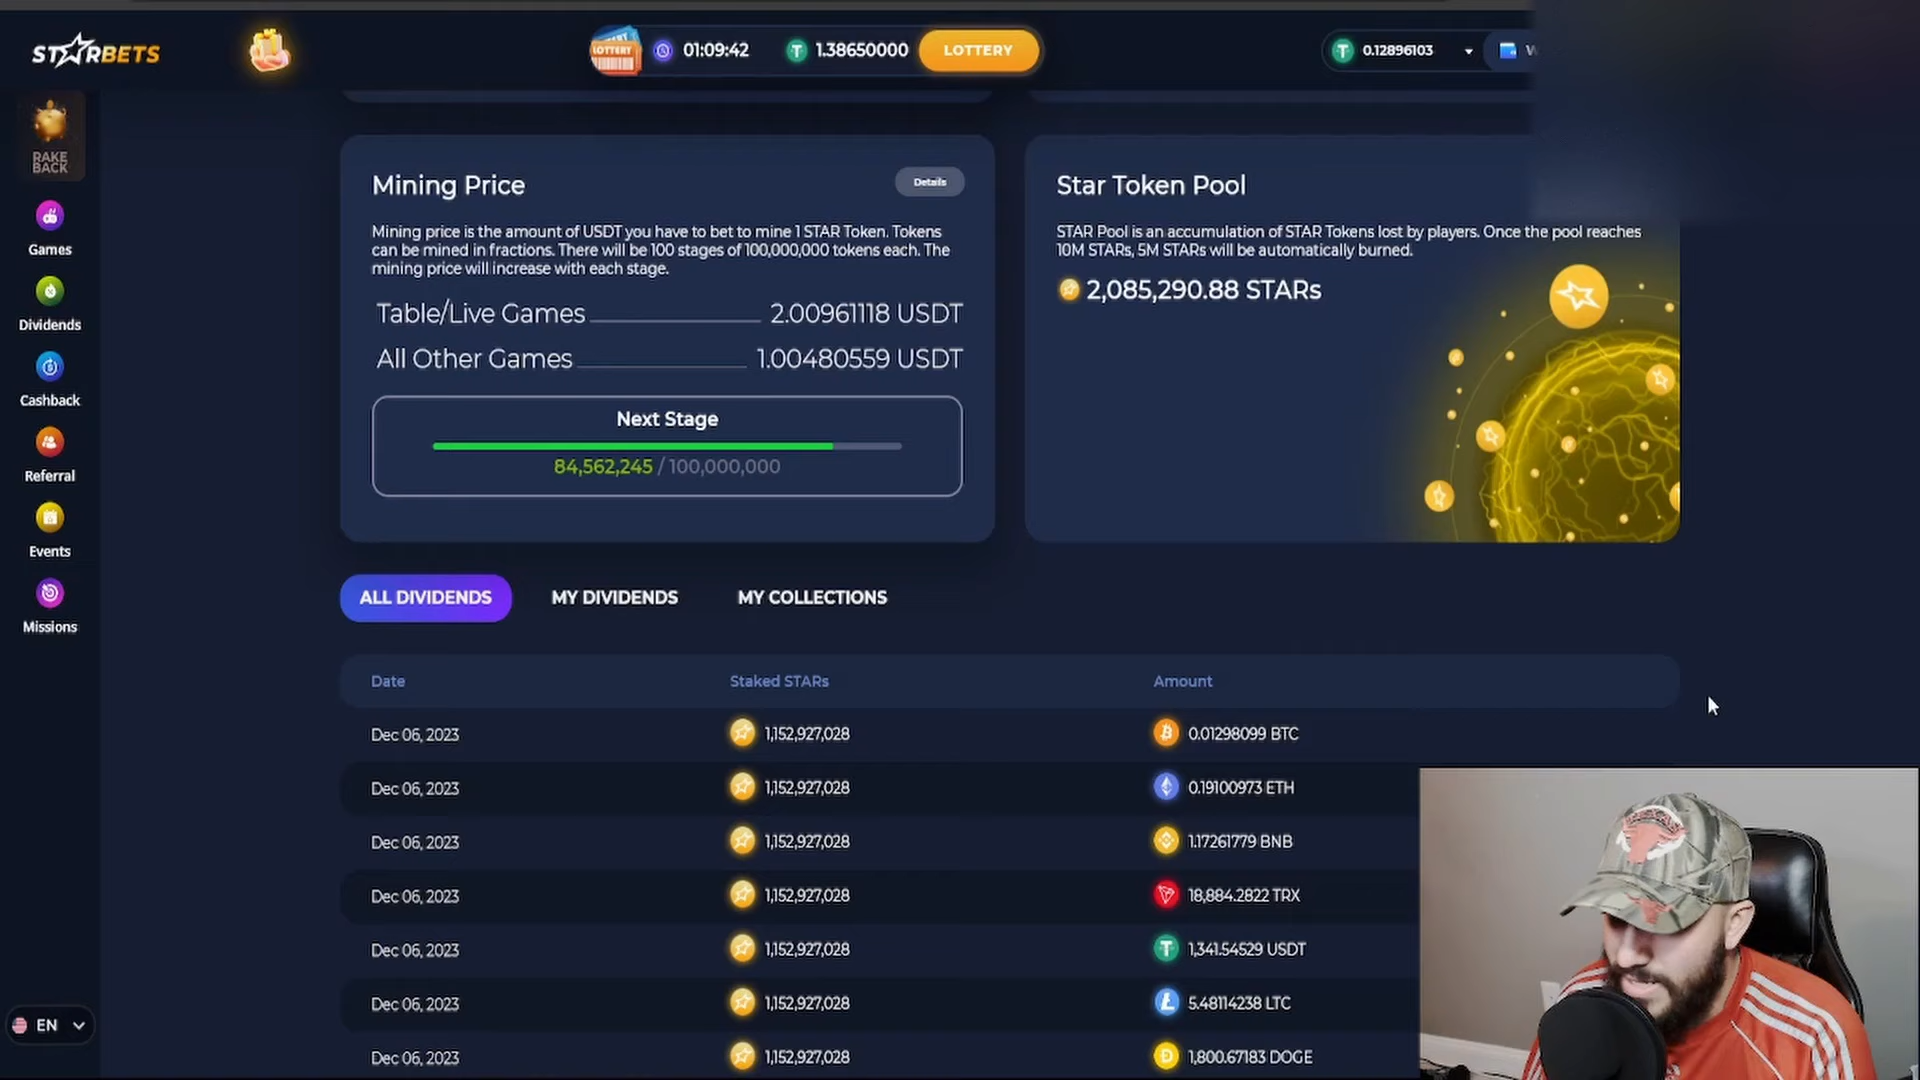 STARBETS
LOTTERY
01:09:42
1.38650000
LOTTERY
0.12896103
RAKE
BACK
Games
Dividends
Cashback
Referral
Events
Missions
EN
Mining Price
Details
Mining price is the amount of USDT you have to bet to mine 1 STAR Token. Tokens
can be mined in fractions. There will be 100 stages of 100,000,000 tokens each. The
mining price will increase with each stage.
Table/Live Games 2.00961118 USDT
All Other Games 1.00480559 USDT
Next Stage
84,562,245 / 100,000,000
Star Token Pool
STAR Pool is an accumulation of STAR Tokens lost by players. Once the pool reaches
10M STARs, 5M STARs will be automatically burned.
2,085,290.88 STARs
ALL DIVIDENDS
MY DIVIDENDS
MY COLLECTIONS
Date Staked STARs Amount
Dec 06, 2023 1,152,927,028 0.01298099 BTC
Dec 06, 2023 1,152,927,028 0.19100973 ETH
Dec 06, 2023 1,152,927,028 1.17261779 BNB
Dec 06, 2023 1,152,927,028 18,884.2822 TRX
Dec 06, 2023 1,152,927,028 1,341.54529 USDT
Dec 06, 2023 1,152,927,028 5.48114238 LTC
Dec 06, 2023 1,152,927,028 1,800.67183 DOGE